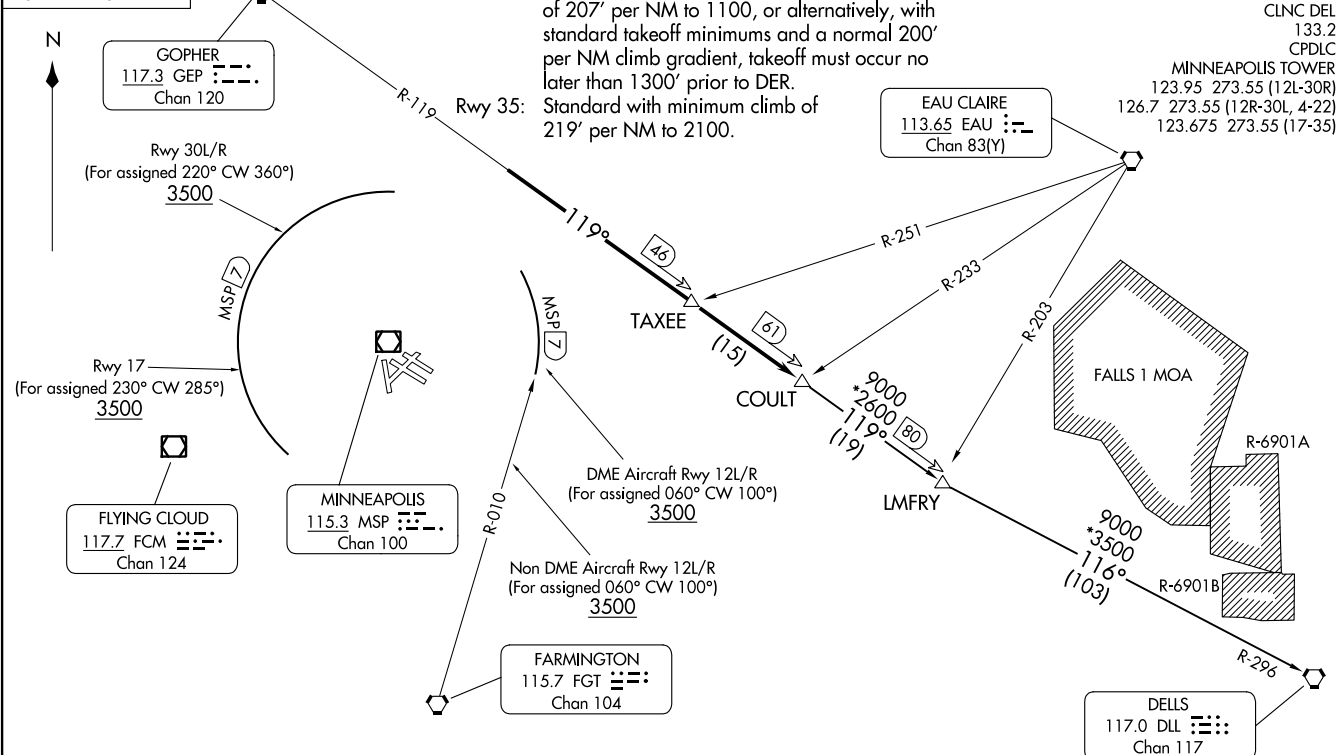 of 207' per NM to 1100, or alternatively, with
standard takeoff minimums and a normal 200'
per NM climb gradient, takeoff must occur no
later than 1300' prior to DER.
Rwy 35: Standard with minimum climb of
219' per NM to 2100.
CLNC DEL
133.2
CPDLC
MINNEAPOLIS TOWER
123.95 273.55 (12L-30R)
126.7 273.55 (12R-30L, 4-22)
123.675 273.55 (17-35)
N
GOPHER
117.3 GEP
Chan 120
R-119
EAU CLAIRE
113.65 EAU
Chan 83(Y)
Rwy 30L/R
(For assigned 220° CW 360°)
3500
119°
46
TAXEE
R-251
R-233
R-203
MSP 7
MSP 7
(15)
61
COULT
FALLS 1 MOA
Rwy 17
(For assigned 230° CW 285°)
3500
9000
*2600
119°
(19)
80
LMFRY
R-6901A
DME Aircraft Rwy 12L/R
(For assigned 060° CW 100°)
3500
MINNEAPOLIS
115.3 MSP
Chan 100
R-010
FLYING CLOUD
117.7 FCM
Chan 124
Non DME Aircraft Rwy 12L/R
(For assigned 060° CW 100°)
3500
9000
*3500
116°
(103)
R-6901B
R-296
FARMINGTON
115.7 FGT
Chan 104
DELLS
117.0 DLL
Chan 117